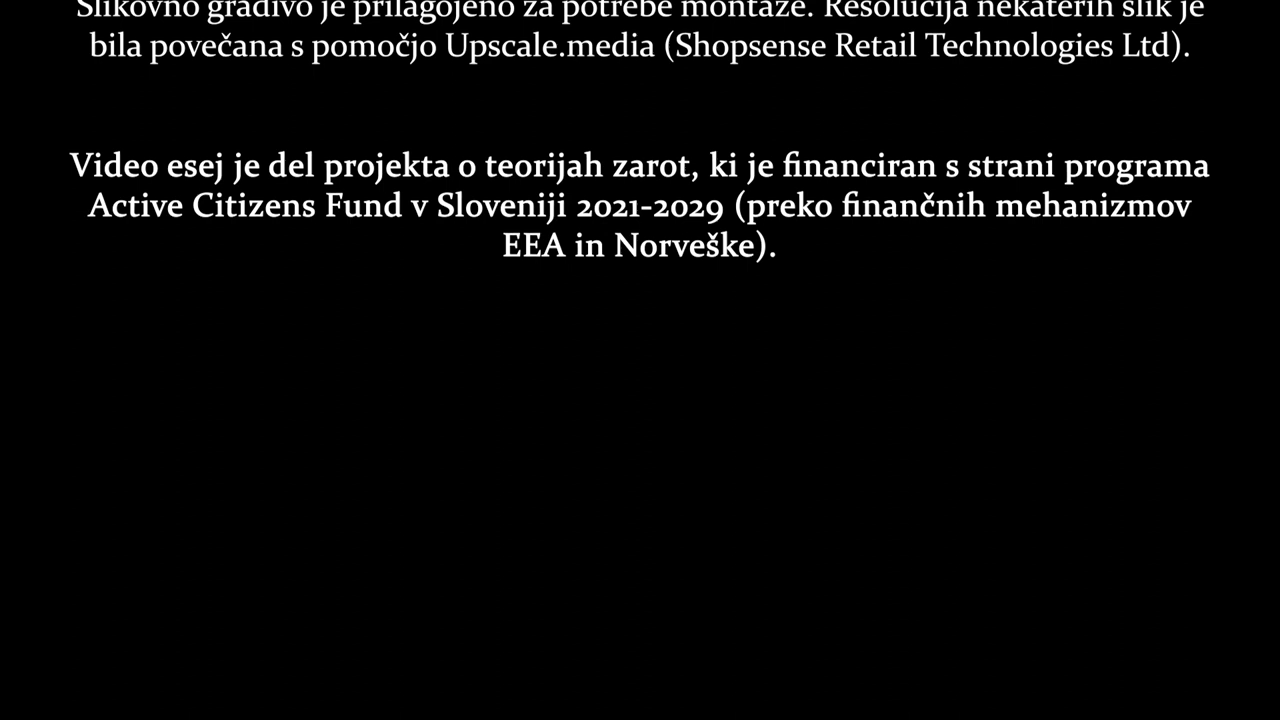 Slikovno gradivo je prilagojeno za potrebe montaže. Resolucija nekaterih slik je
bila povečana s pomočjo Upscale.media (Shopsense Retail Technologies Ltd).
Video esej je del projekta o teorijah zarot, ki je financiran s strani programa
Active Citizens Fund v Sloveniji 2021-2029 (preko finančnih mehanizmov
EEA in Norveške).